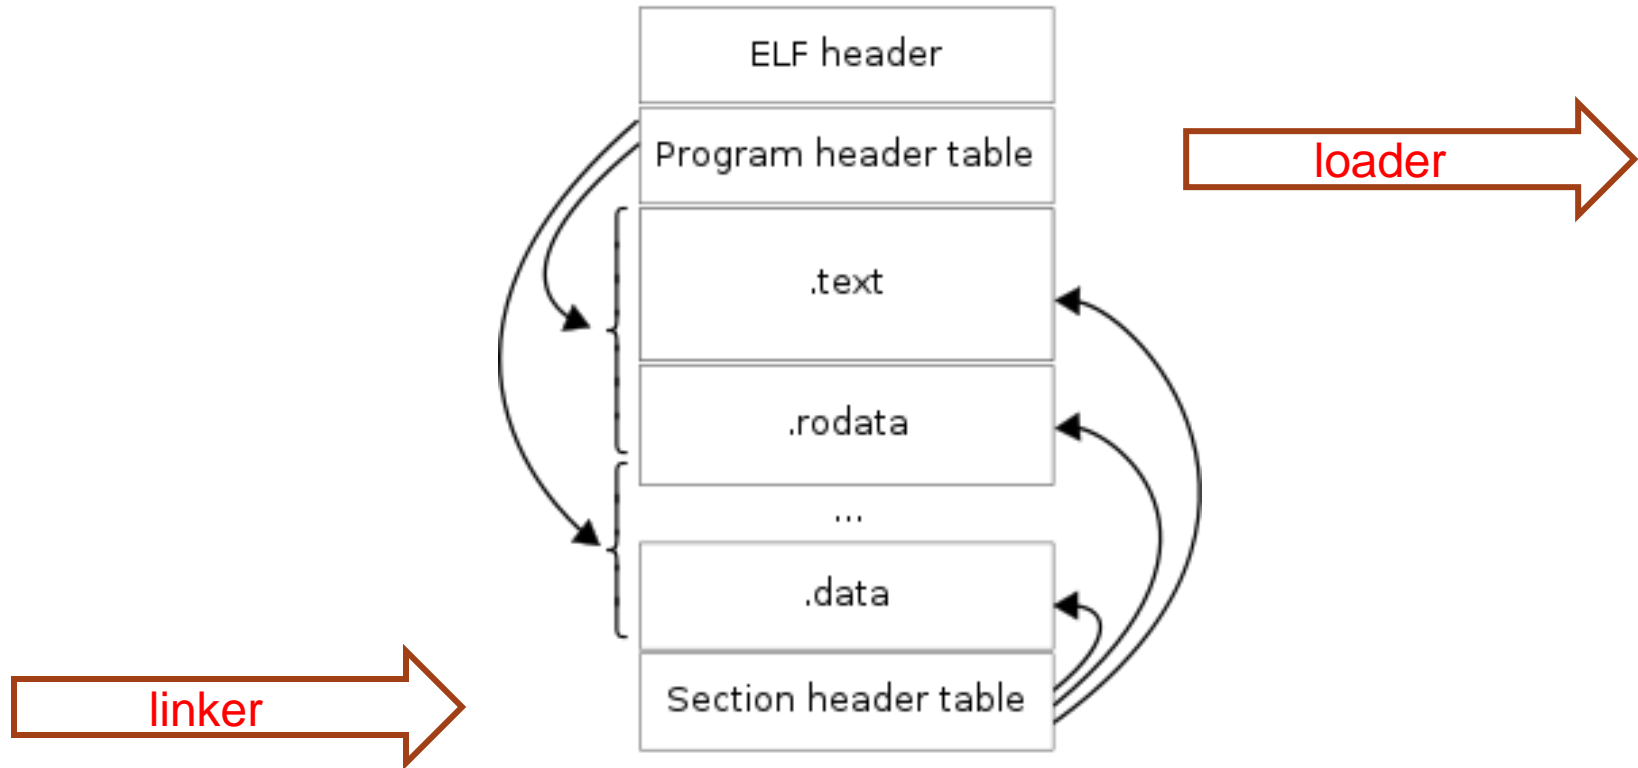 ELF header
Program header table
loader
.text
.rodata
...
.data
Section header table
linker